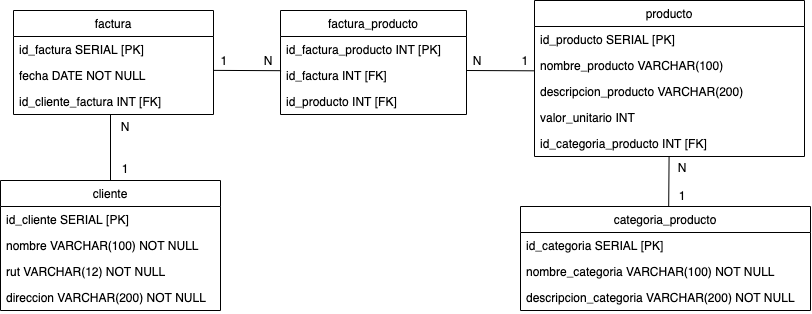 factura
id_factura SERIAL [PK]
fecha DATE NOT NULL
id_cliente_factura INT [FK]
1
N
factura_producto
id_factura_producto INT [PK]
id_factura INT [FK]
id_producto INT [FK]
N
1
producto
id_producto SERIAL [PK]
nombre_producto VARCHAR(100)
descripcion_producto VARCHAR(200)
valor_unitario INT
id_categoria_producto INT [FK]
N
1
cliente
id_cliente SERIAL [PK]
nombre VARCHAR(100) NOT NULL
rut VARCHAR(12) NOT NULL
direccion VARCHAR(200) NOT NULL
N
1
categoria_producto
id_categoria SERIAL [PK]
nombre_categoria VARCHAR(100) NOT NULL
descripcion_categoria VARCHAR(200) NOT NULL